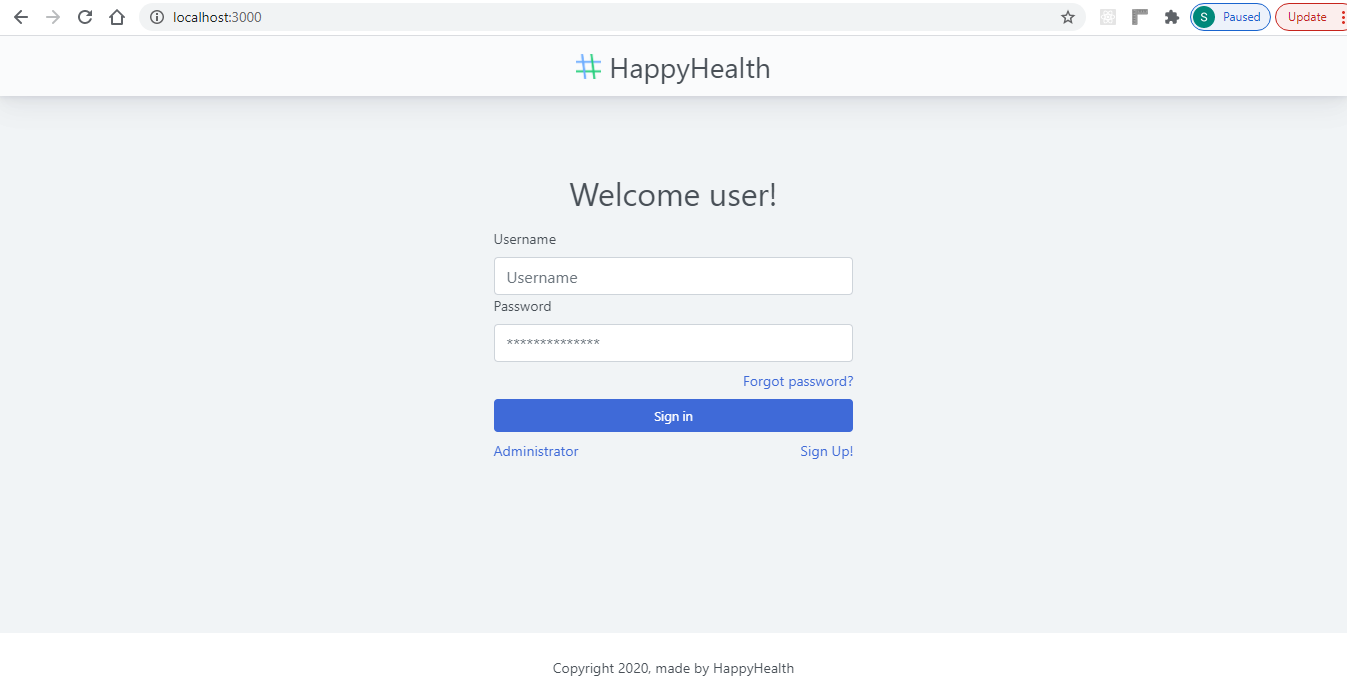 localhost:3000
S Paused Update
HappyHealth
Welcome user!
Username
Username
Password
**************
Forgot password?
Sign in
Administrator Sign Up!
Copyright 2020, made by HappyHealth